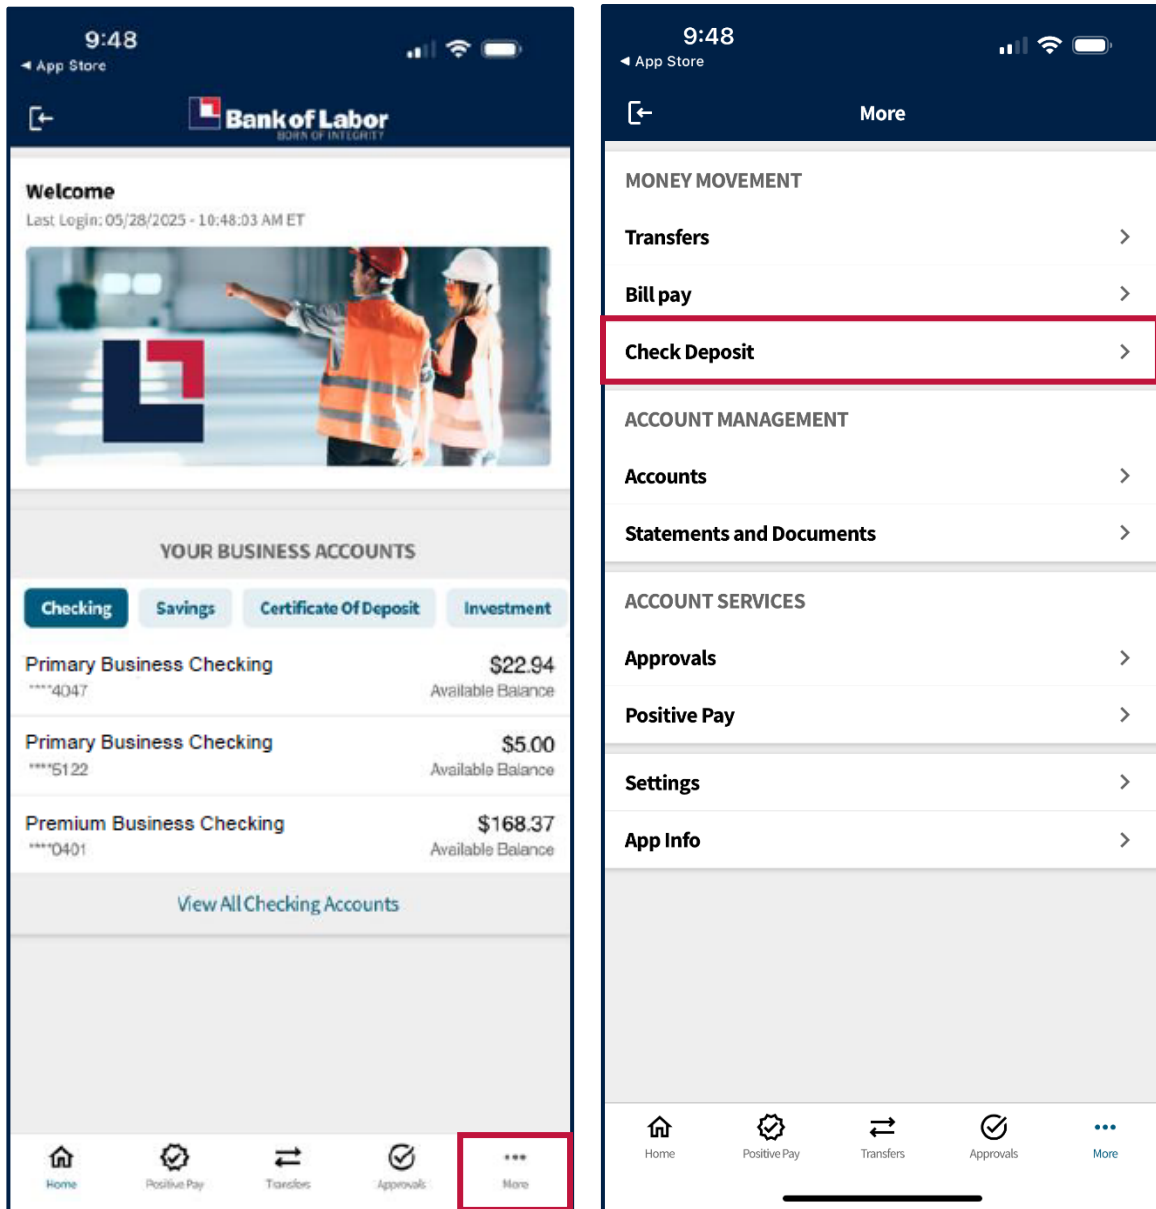 9:48
◄ App Store
Bank of Labor
BORN OF INTEGRITY
Welcome
Last Login: 05/28/2025 - 10:48:03 AM ET
YOUR BUSINESS ACCOUNTS
Checking Savings Certificate Of Deposit Investment
Primary Business Checking $22.94
****4047 Available Balance
Primary Business Checking $5.00
****5122 Available Balance
Premium Business Checking $168.37
****0401 Available Balance
View All Checking Accounts
Home Positive Pay Transfers Approvals More
9:48
◄ App Store
More
MONEY MOVEMENT
Transfers
Bill pay
Check Deposit
ACCOUNT MANAGEMENT
Accounts
Statements and Documents
ACCOUNT SERVICES
Approvals
Positive Pay
Settings
App Info
Home Positive Pay Transfers Approvals More